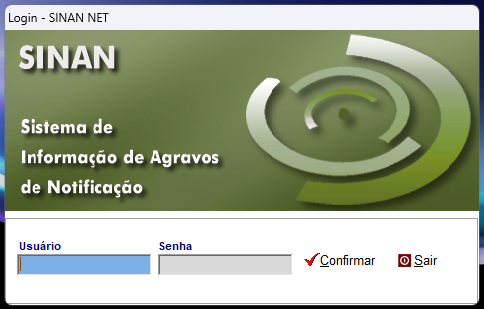 Login - SINAN NET
SINAN
Sistema de
Informação de Agravos
de Notificação
Usuário Senha
Confirmar Sair